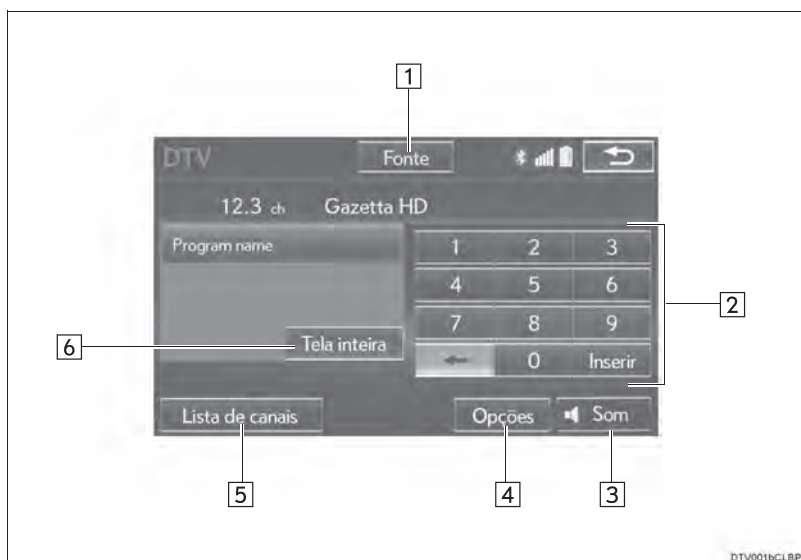 1
DTV
Fonte
12.3 ch Gazetta HD
Program name
1 2 3
4 5 6
7 8 9
0 Inserir
2
6
Tela inteira
Lista de canais
Opções
Som
5
4
3
DTV001bCLBP